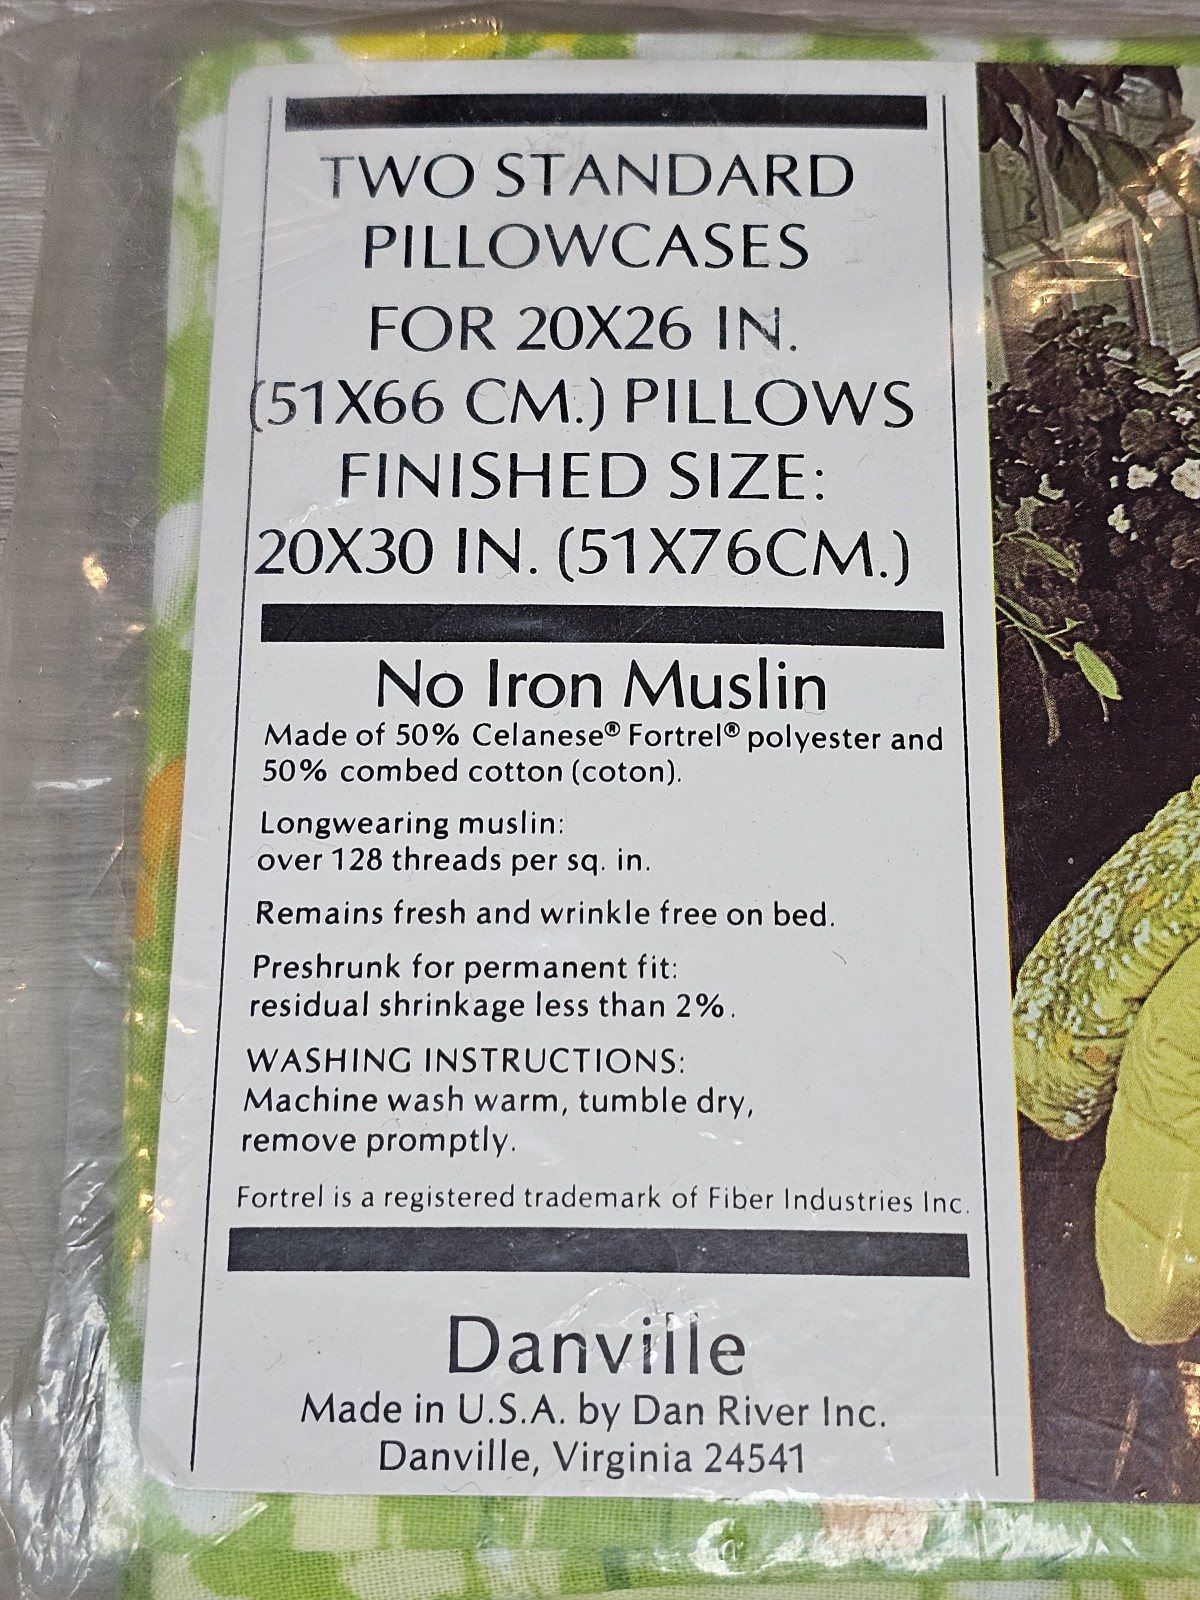 TWO STANDARD
PILLOWCASES
FOR 20X26 IN.
(51X66 CM.) PILLOWS
FINISHED SIZE:
20X30 IN. (51X76CM.)
No Iron Muslin
Made of 50% Celanese® Fortrel® polyester and
50% combed cotton (coton).
Longwearing muslin:
over 128 threads per sq. in.
Remains fresh and wrinkle free on bed.
Preshrunk for permanent fit:
residual shrinkage less than 2%.
WASHING INSTRUCTIONS:
Machine wash warm, tumble dry,
remove promptly.
Fortrel is a registered trademark of Fiber Industries Inc.
Danville
Made in U.S.A. by Dan River Inc.
Danville, Virginia 24541